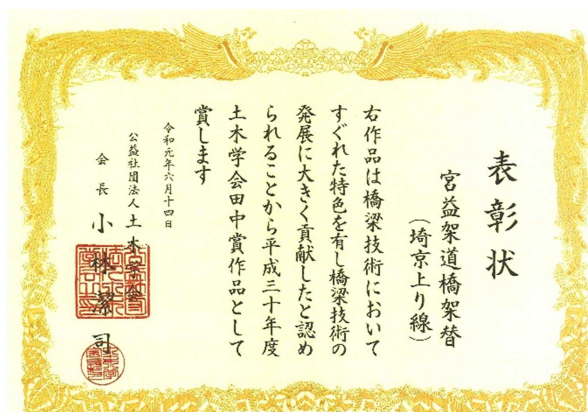 表彰状
宮益架道橋架替
（埼京上り線）
右作品は橋梁技術において
すぐれた特色を有し橋梁技術の
発展に大きく貢献したと認め
られることから平成三十年度
土木学会田中賞作品として
賞します
令和元年六月十四日
公益社団法人土木学会
会長 小林潔司